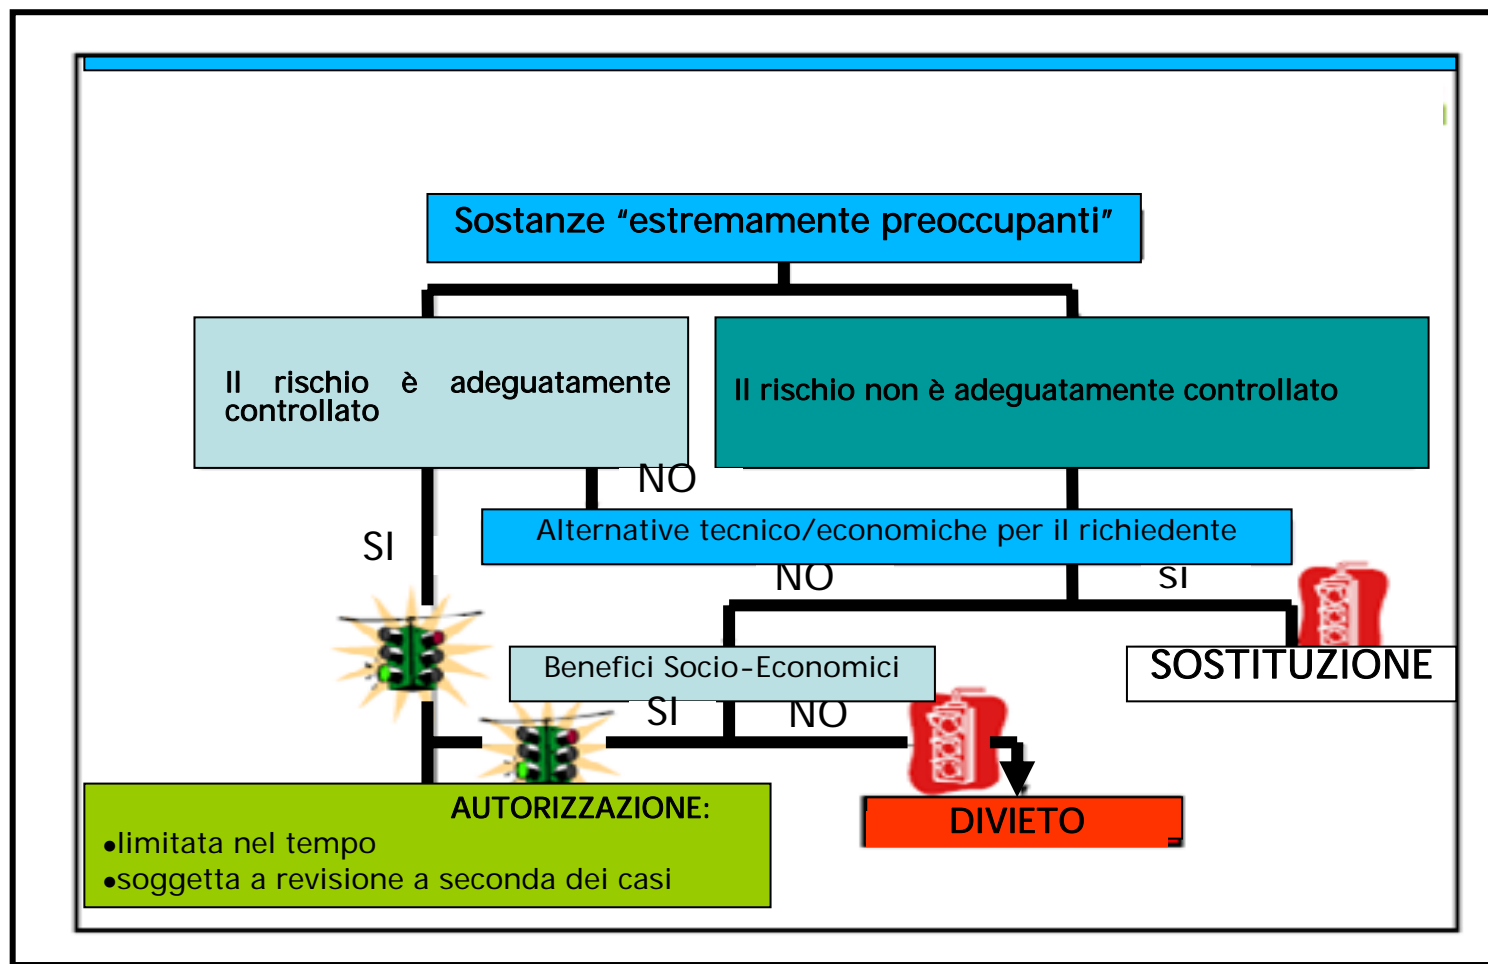 Sostanze “estremamente preoccupanti”
Il rischio è adeguatamente
controllato
Il rischio non è adeguatamente controllato
NO
SI
Alternative tecnico/economiche per il richiedente
NO
SI
Benefici Socio-Economici
SOSTITUZIONE
SI
NO
AUTORIZZAZIONE:
•limitata nel tempo
•soggetta a revisione a seconda dei casi
DIVIETO